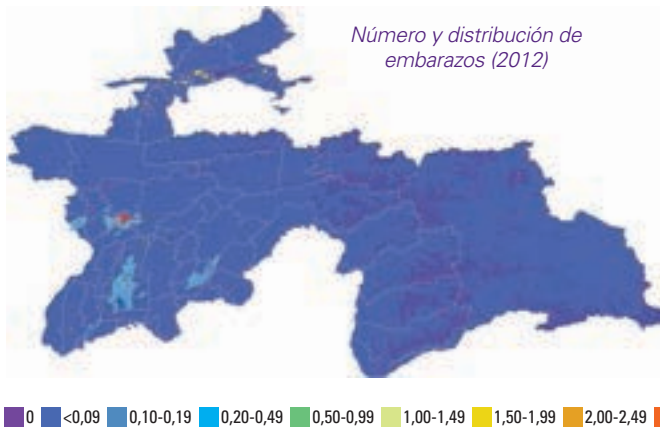 Número y distribución de
embarazos (2012)
0 <0,09 0,10-0,19 0,20-0,49 0,50-0,99 1,00-1,49 1,50-1,99 2,00-2,49